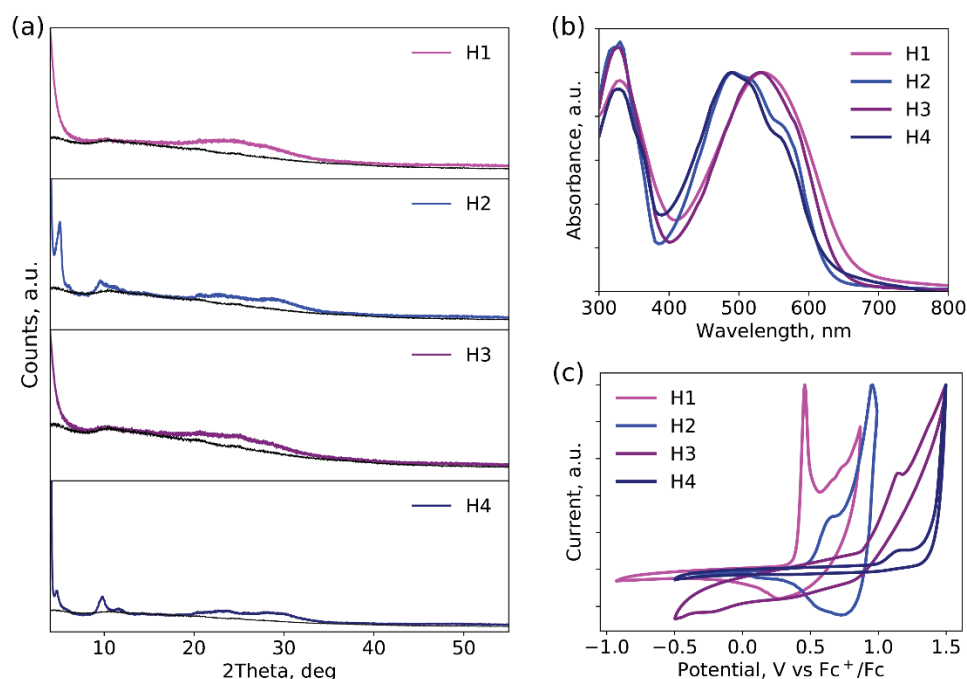 (a)
H1
H2
H3
H4
Counts, a.u.
10 20 30 40 50
2Theta, deg
(b)
H1
H2
H3
H4
Absorbance, a.u.
300 400 500 600 700 800
Wavelength, nm
(c)
H1
H2
H3
H4
Current, a.u.
−1.0 −0.5 0.0 0.5 1.0 1.5
Potential, V vs Fc⁺/Fc